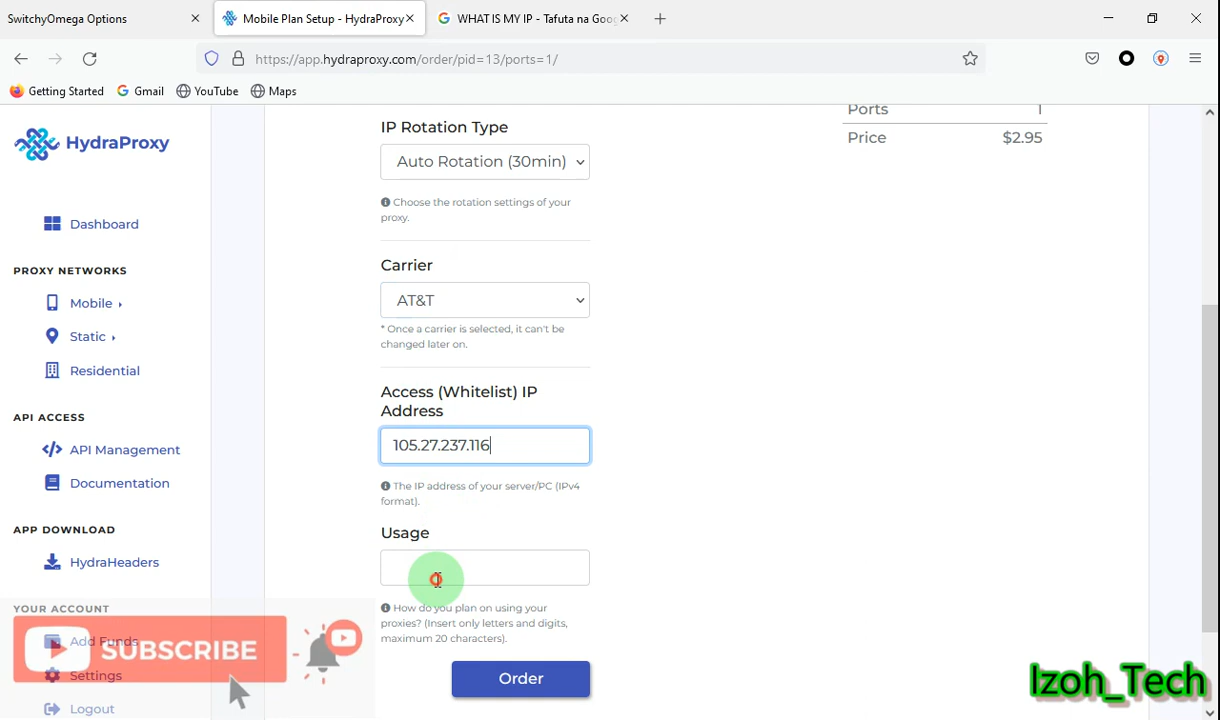 SwitchyOmega Options
Mobile Plan Setup - HydraProxy
WHAT IS MY IP - Tafuta na Goog
https://app.hydraproxy.com/order/pid=13/ports=1/
Getting Started
Gmail
YouTube
Maps
HydraProxy
Dashboard
PROXY NETWORKS
Mobile
Static
Residential
API ACCESS
API Management
Documentation
APP DOWNLOAD
HydraHeaders
YOUR ACCOUNT
Add Funds
Settings
Logout
SUBSCRIBE
IP Rotation Type
Auto Rotation (30min)
Choose the rotation settings of your
proxy.
Carrier
AT&T
* Once a carrier is selected, it can't be
changed later on.
Access (Whitelist) IP
Address
105.27.237.116
The IP address of your server/PC (IPv4
format).
Usage
How do you plan on using your
proxies? (Insert only letters and digits,
maximum 20 characters).
Order
Ports 1
Price $2.95
Izoh_Tech